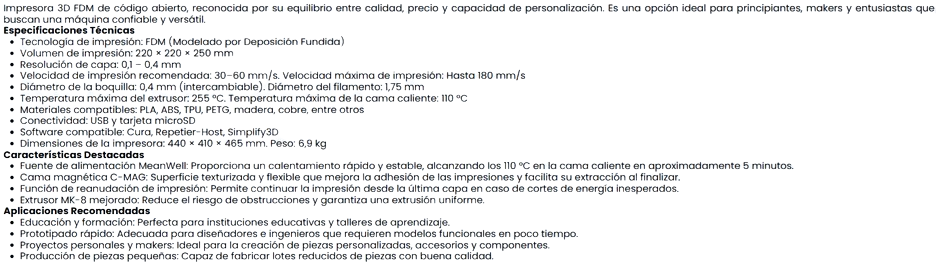 Impresora 3D FDM de código abierto, reconocida por su equilibrio entre calidad, precio y capacidad de personalización. Es una opción ideal para principiantes, makers y entusiastas que
buscan una máquina confiable y versátil.
Especificaciones Técnicas
• Tecnología de impresión: FDM (Modelado por Deposición Fundida)
• Volumen de impresión: 220 × 220 × 250 mm
• Resolución de capa: 0,1 – 0,4 mm
• Velocidad de impresión recomendada: 30–60 mm/s. Velocidad máxima de impresión: Hasta 180 mm/s
• Diámetro de la boquilla: 0,4 mm (intercambiable). Diámetro del filamento: 1,75 mm
• Temperatura máxima del extrusor: 255 °C. Temperatura máxima de la cama caliente: 110 °C
• Materiales compatibles: PLA, ABS, TPU, PETG, madera, cobre, entre otros
• Conectividad: USB y tarjeta microSD
• Software compatible: Cura, Repetier-Host, Simplify3D
• Dimensiones de la impresora: 440 × 410 × 465 mm. Peso: 6,9 kg
Características Destacadas
• Fuente de alimentación MeanWell: Proporciona un calentamiento rápido y estable, alcanzando los 110 °C en la cama caliente en aproximadamente 5 minutos.
• Cama magnética C-MAG: Superficie texturizada y flexible que mejora la adhesión de las impresiones y facilita su extracción al finalizar.
• Función de reanudación de impresión: Permite continuar la impresión desde la última capa en caso de cortes de energía inesperados.
• Extrusor MK-8 mejorado: Reduce el riesgo de obstrucciones y garantiza una extrusión uniforme.
Aplicaciones Recomendadas
• Educación y formación: Perfecta para instituciones educativas y talleres de aprendizaje.
• Prototipado rápido: Adecuada para diseñadores e ingenieros que requieren modelos funcionales en poco tiempo.
• Proyectos personales y makers: Ideal para la creación de piezas personalizadas, accesorios y componentes.
• Producción de piezas pequeñas: Capaz de fabricar lotes reducidos de piezas con buena calidad.